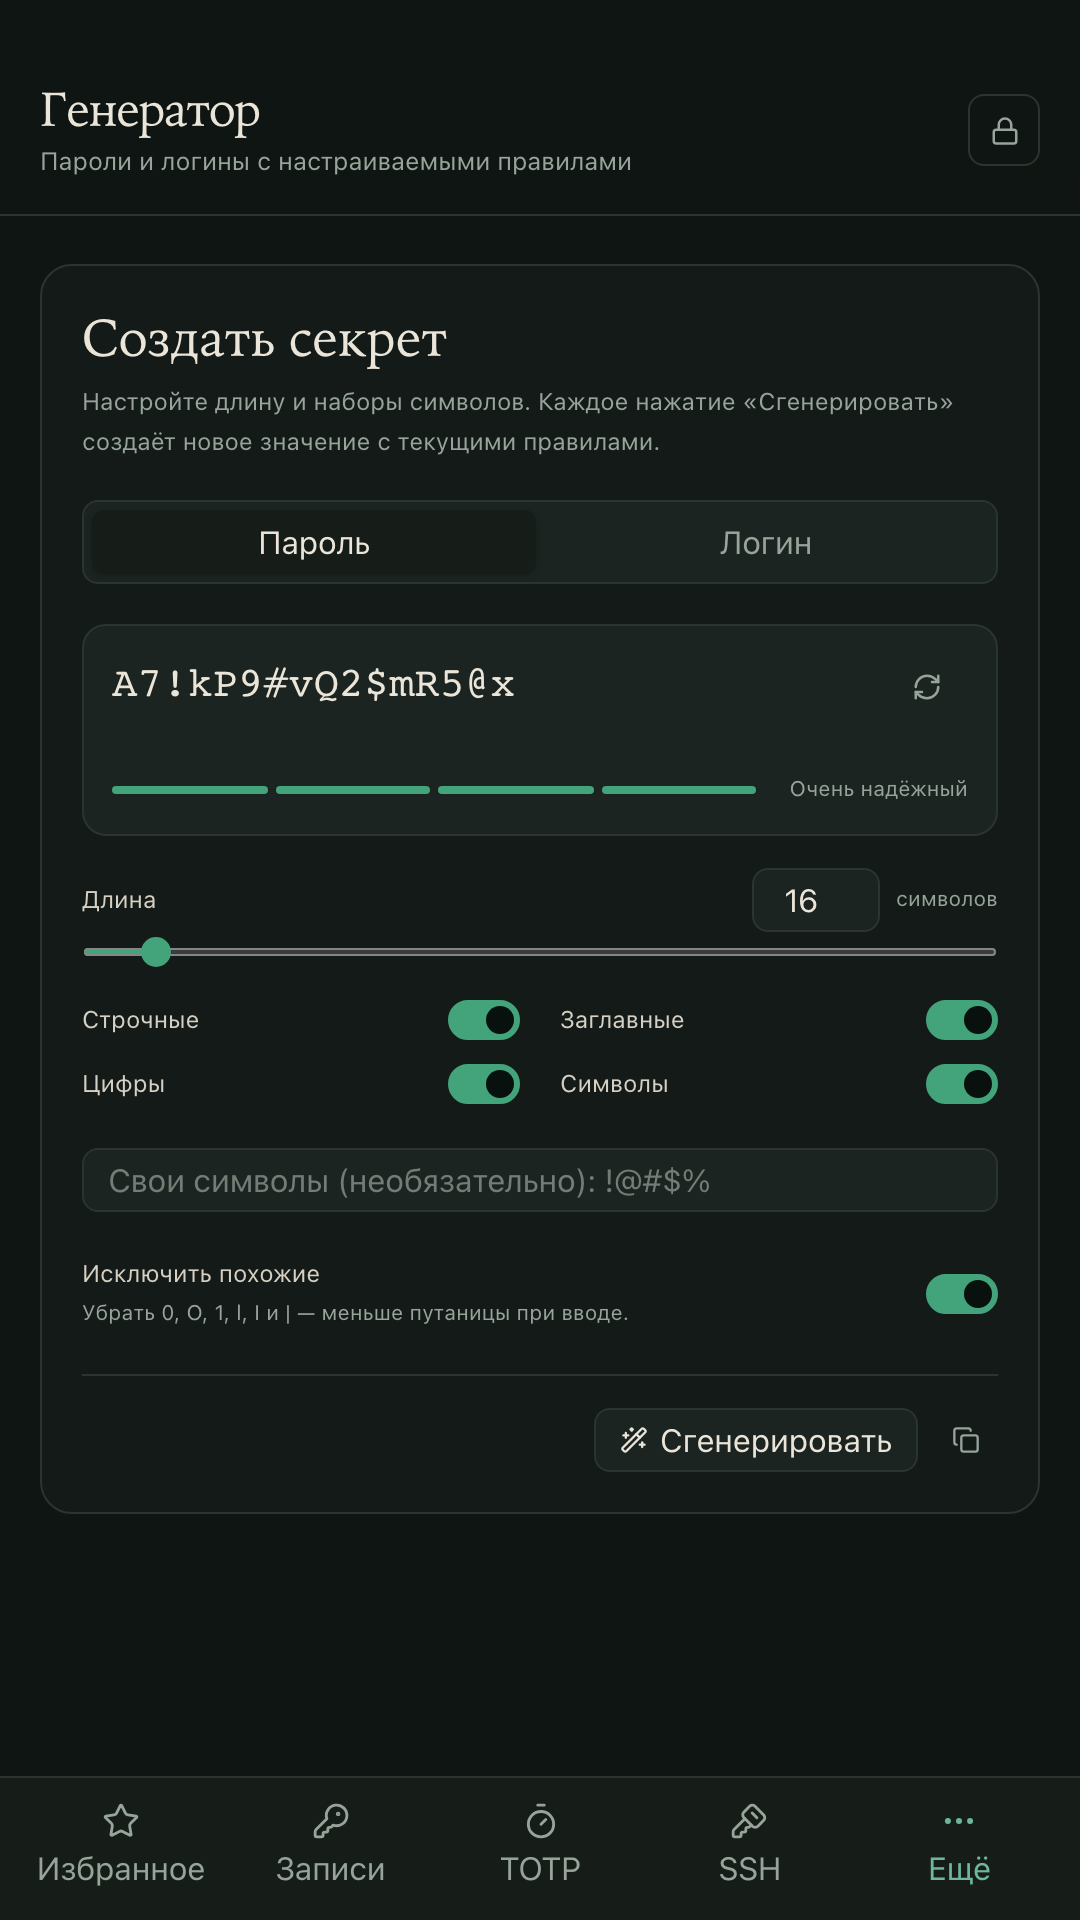 Генератор
Пароли и логины с настраиваемыми правилами
Создать секрет
Настройте длину и наборы символов. Каждое нажатие «Сгенерировать»
создаёт новое значение с текущими правилами.
Пароль
Логин
A7!kP9#vQ2$mR5@x
Очень надёжный
Длина
16
символов
Строчные
Заглавные
Цифры
Символы
Свои символы (необязательно): !@#$%
Исключить похожие
Убрать 0, O, 1, l, I и | — меньше путаницы при вводе.
Сгенерировать
Избранное
Записи
TOTP
SSH
Ещё